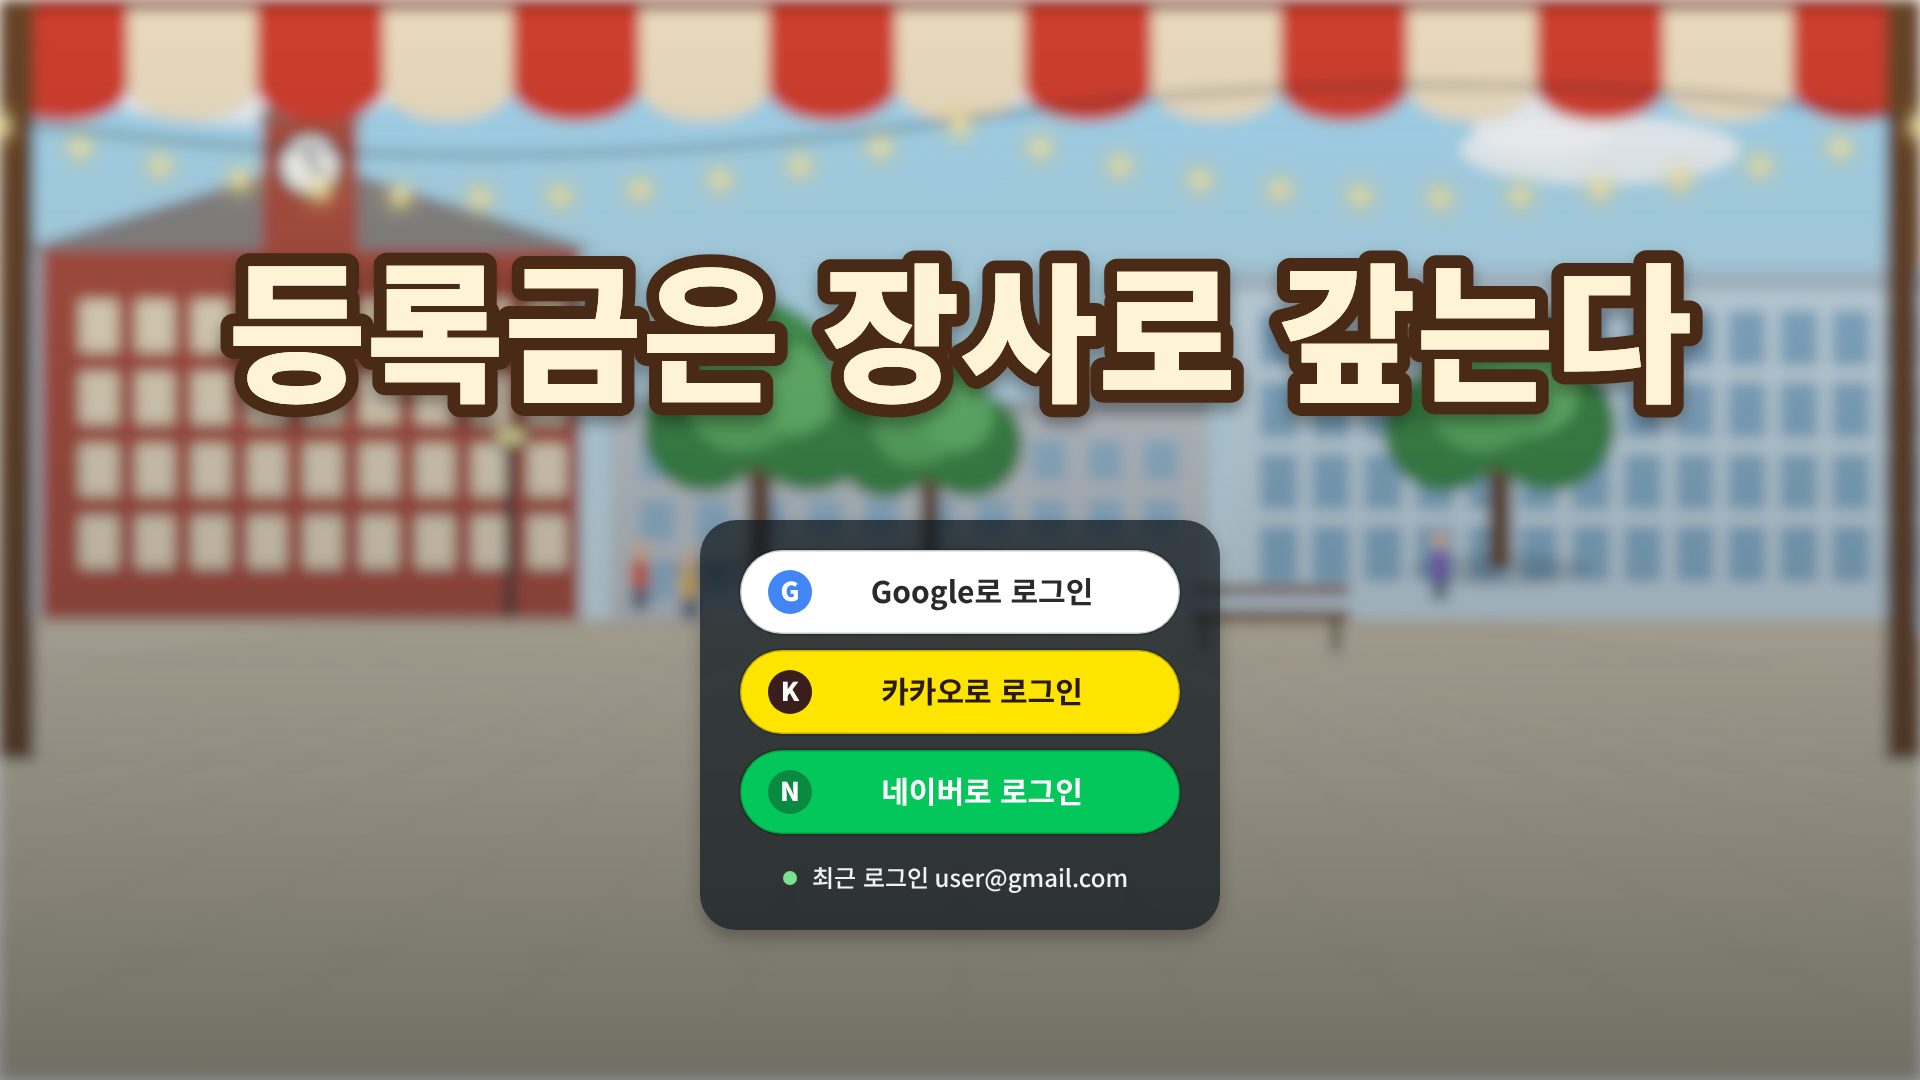 등록금은 장사로 갚는다
G Google로 로그인
K 카카오로 로그인
N 네이버로 로그인
최근 로그인 user@gmail.com